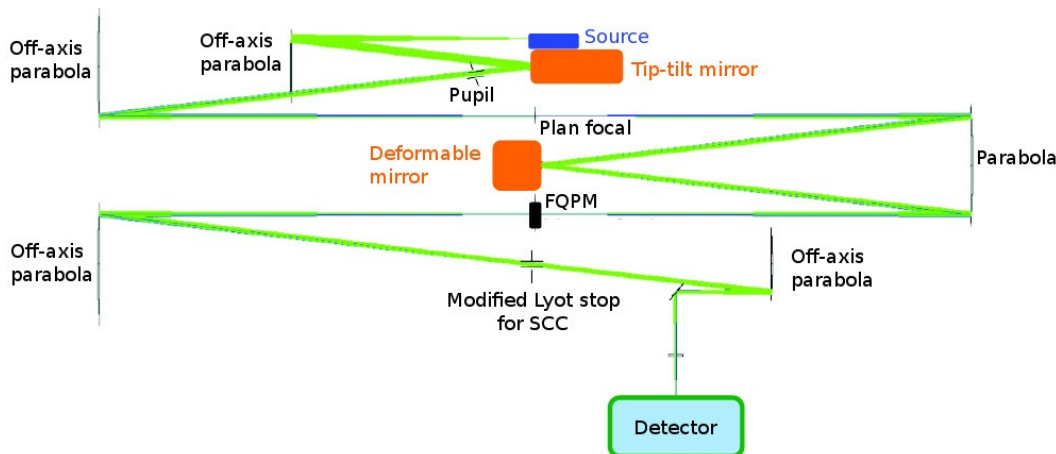 Off-axis
parabola
Off-axis
parabola
Source
Tip-tilt mirror
Pupil
Plan focal
Deformable
mirror
Parabola
FQPM
Off-axis
parabola
Off-axis
parabola
Modified Lyot stop
for SCC
Detector